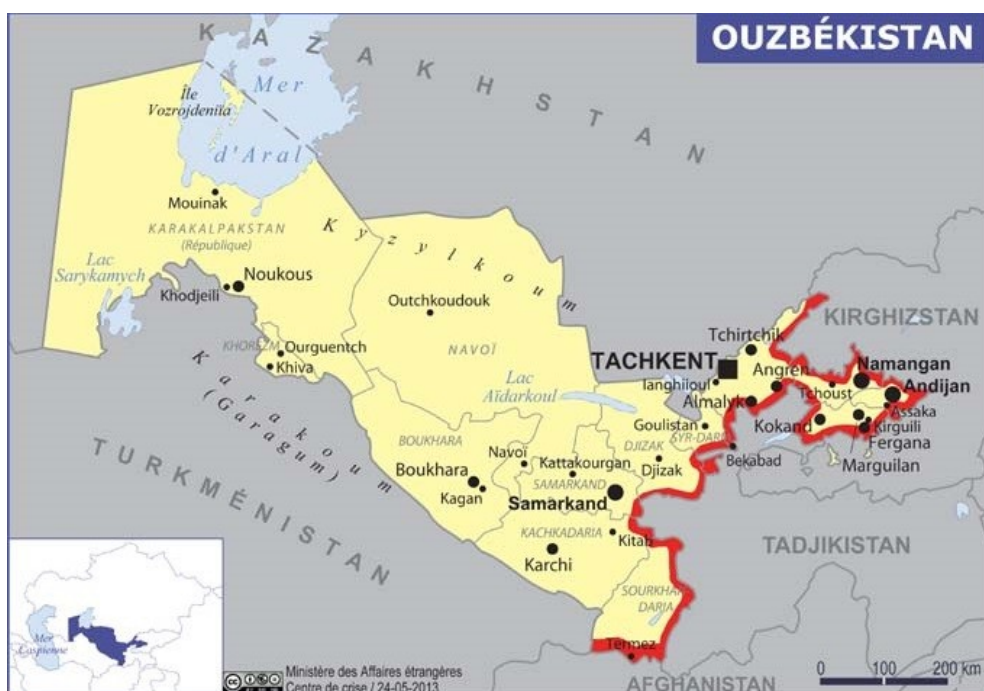 OUZBÉKISTAN
KAZAKHSTAN
Île
Vozrojdeniïa
Mer
d'Aral
Mouinak
KARAKALPAKSTAN
(République)
Kyzylkoum
Lac
Sarykamych
Noukous
Khodjeili
Outchkoudouk
KIRGHIZSTAN
Tchirtchik
KHOREZM
Ourguentch
Khiva
NAVOÏ
TACHKENT
Namangan
Angren
Andijan
Ianghiïoul
Tchoust
Lac
Aïdarkoul
Almalyk
Assaka
Kokand
Kirguili
Goulistan
Fergana
SYR-DARIA
Karakoum
(Garagum)
BOUKHARA
DJIZAK
Bekabad
Marguilan
Navoï
Kattakourgan
Djizak
Boukhara
SAMARKAND
Kagan
Samarkand
TURKMÉNISTAN
KACHKADARIA
Kitab
TADJIKISTAN
Karchi
SOURKHAN
DARIA
Mer
Caspienne
Termez
Ministère des Affaires étrangères
Centre de crise / 24-05-2013
AFGHANISTAN
0 100 200 km